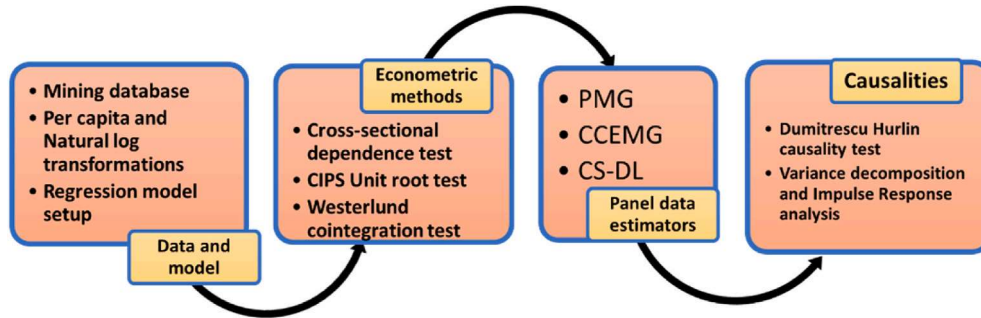 • Mining database
• Per capita and
Natural log
transformations
• Regression model
setup
Data and
model
Econometric
methods
• Cross-sectional
dependence test
• CIPS Unit root test
• Westerlund
cointegration test
• PMG
• CCEMG
• CS-DL
Panel data
estimators
Causalities
• Dumitrescu Hurlin
causality test
• Variance decomposition
and Impulse Response
analysis